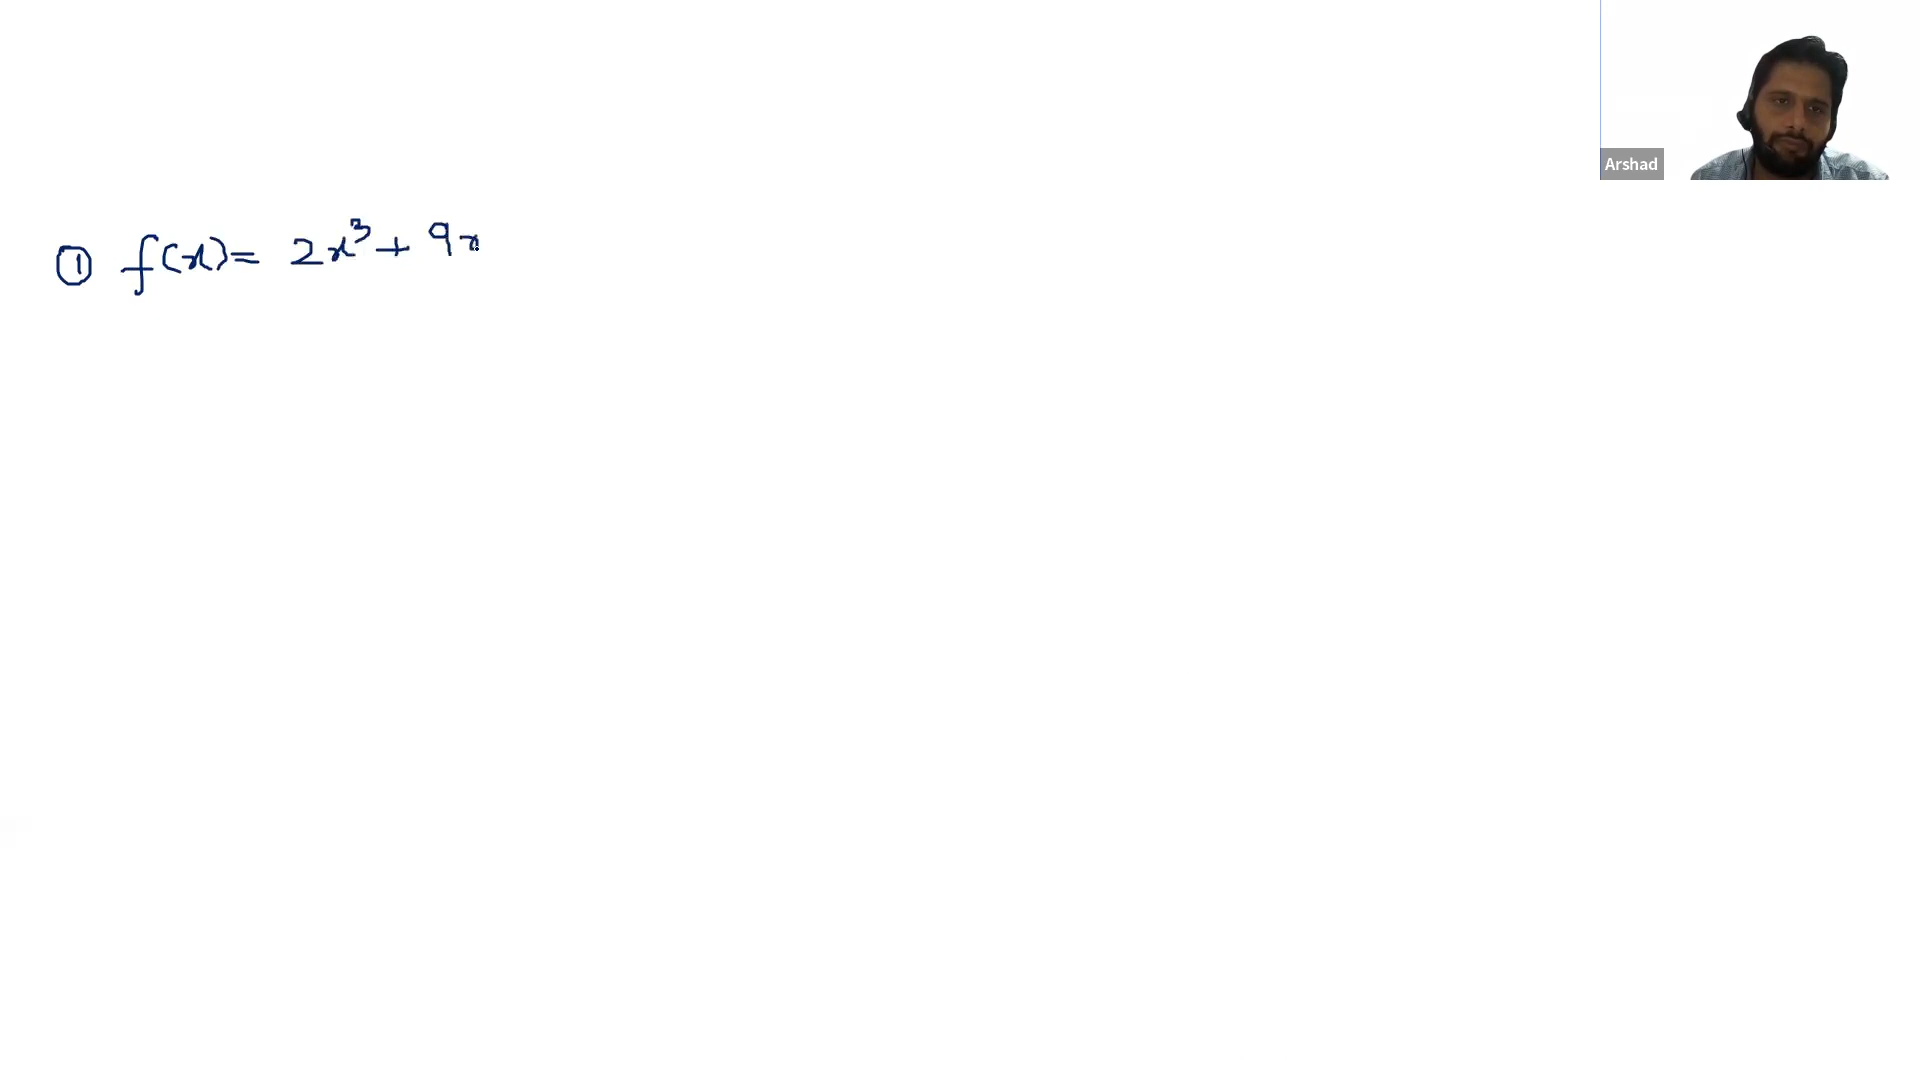 Arshad
① f(x)= 2x³+ 9x